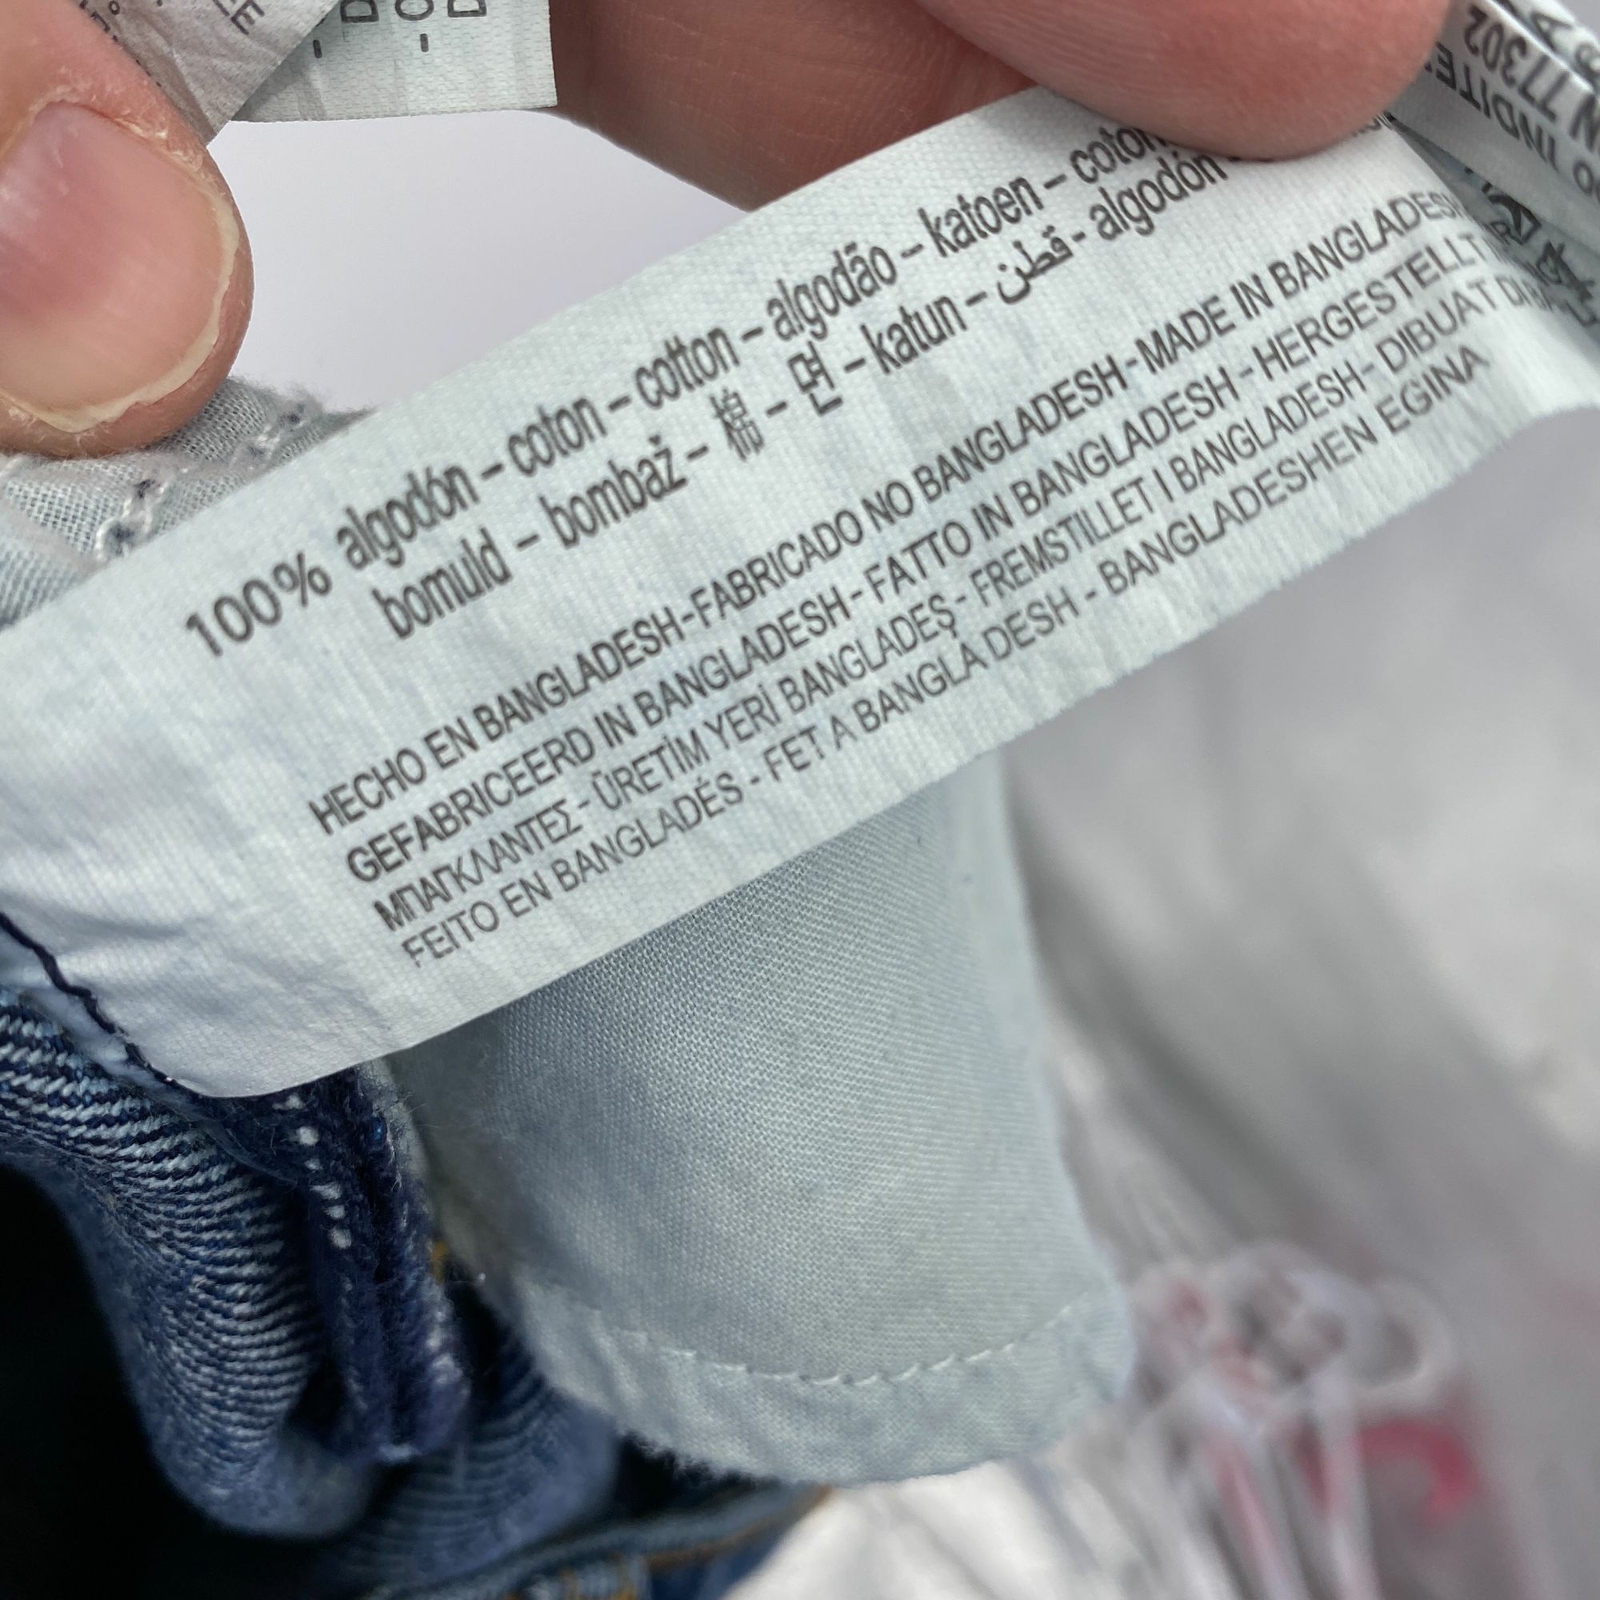 100% algodón – coton – cotton – algodão – katoen – coton
bomuld – bombaž – 棉 – 면 – katun – قطن - algodón
HECHO EN BANGLADESH-FABRICADO NO BANGLADESH-MADE IN BANGLADESH
GEFABRICEERD IN BANGLADESH - FATTO IN BANGLADESH - HERGESTELLT
ΜΠΑΓΚΛΑΝΤΕΣ - ÜRETİM YERİ BANGLADEŞ - FREMSTILLET I BANGLADESH - DIBUAT
FEITO EN BANGLADÉS - FET A BANGLA DESH - BANGLADESHEN EGINA
77302